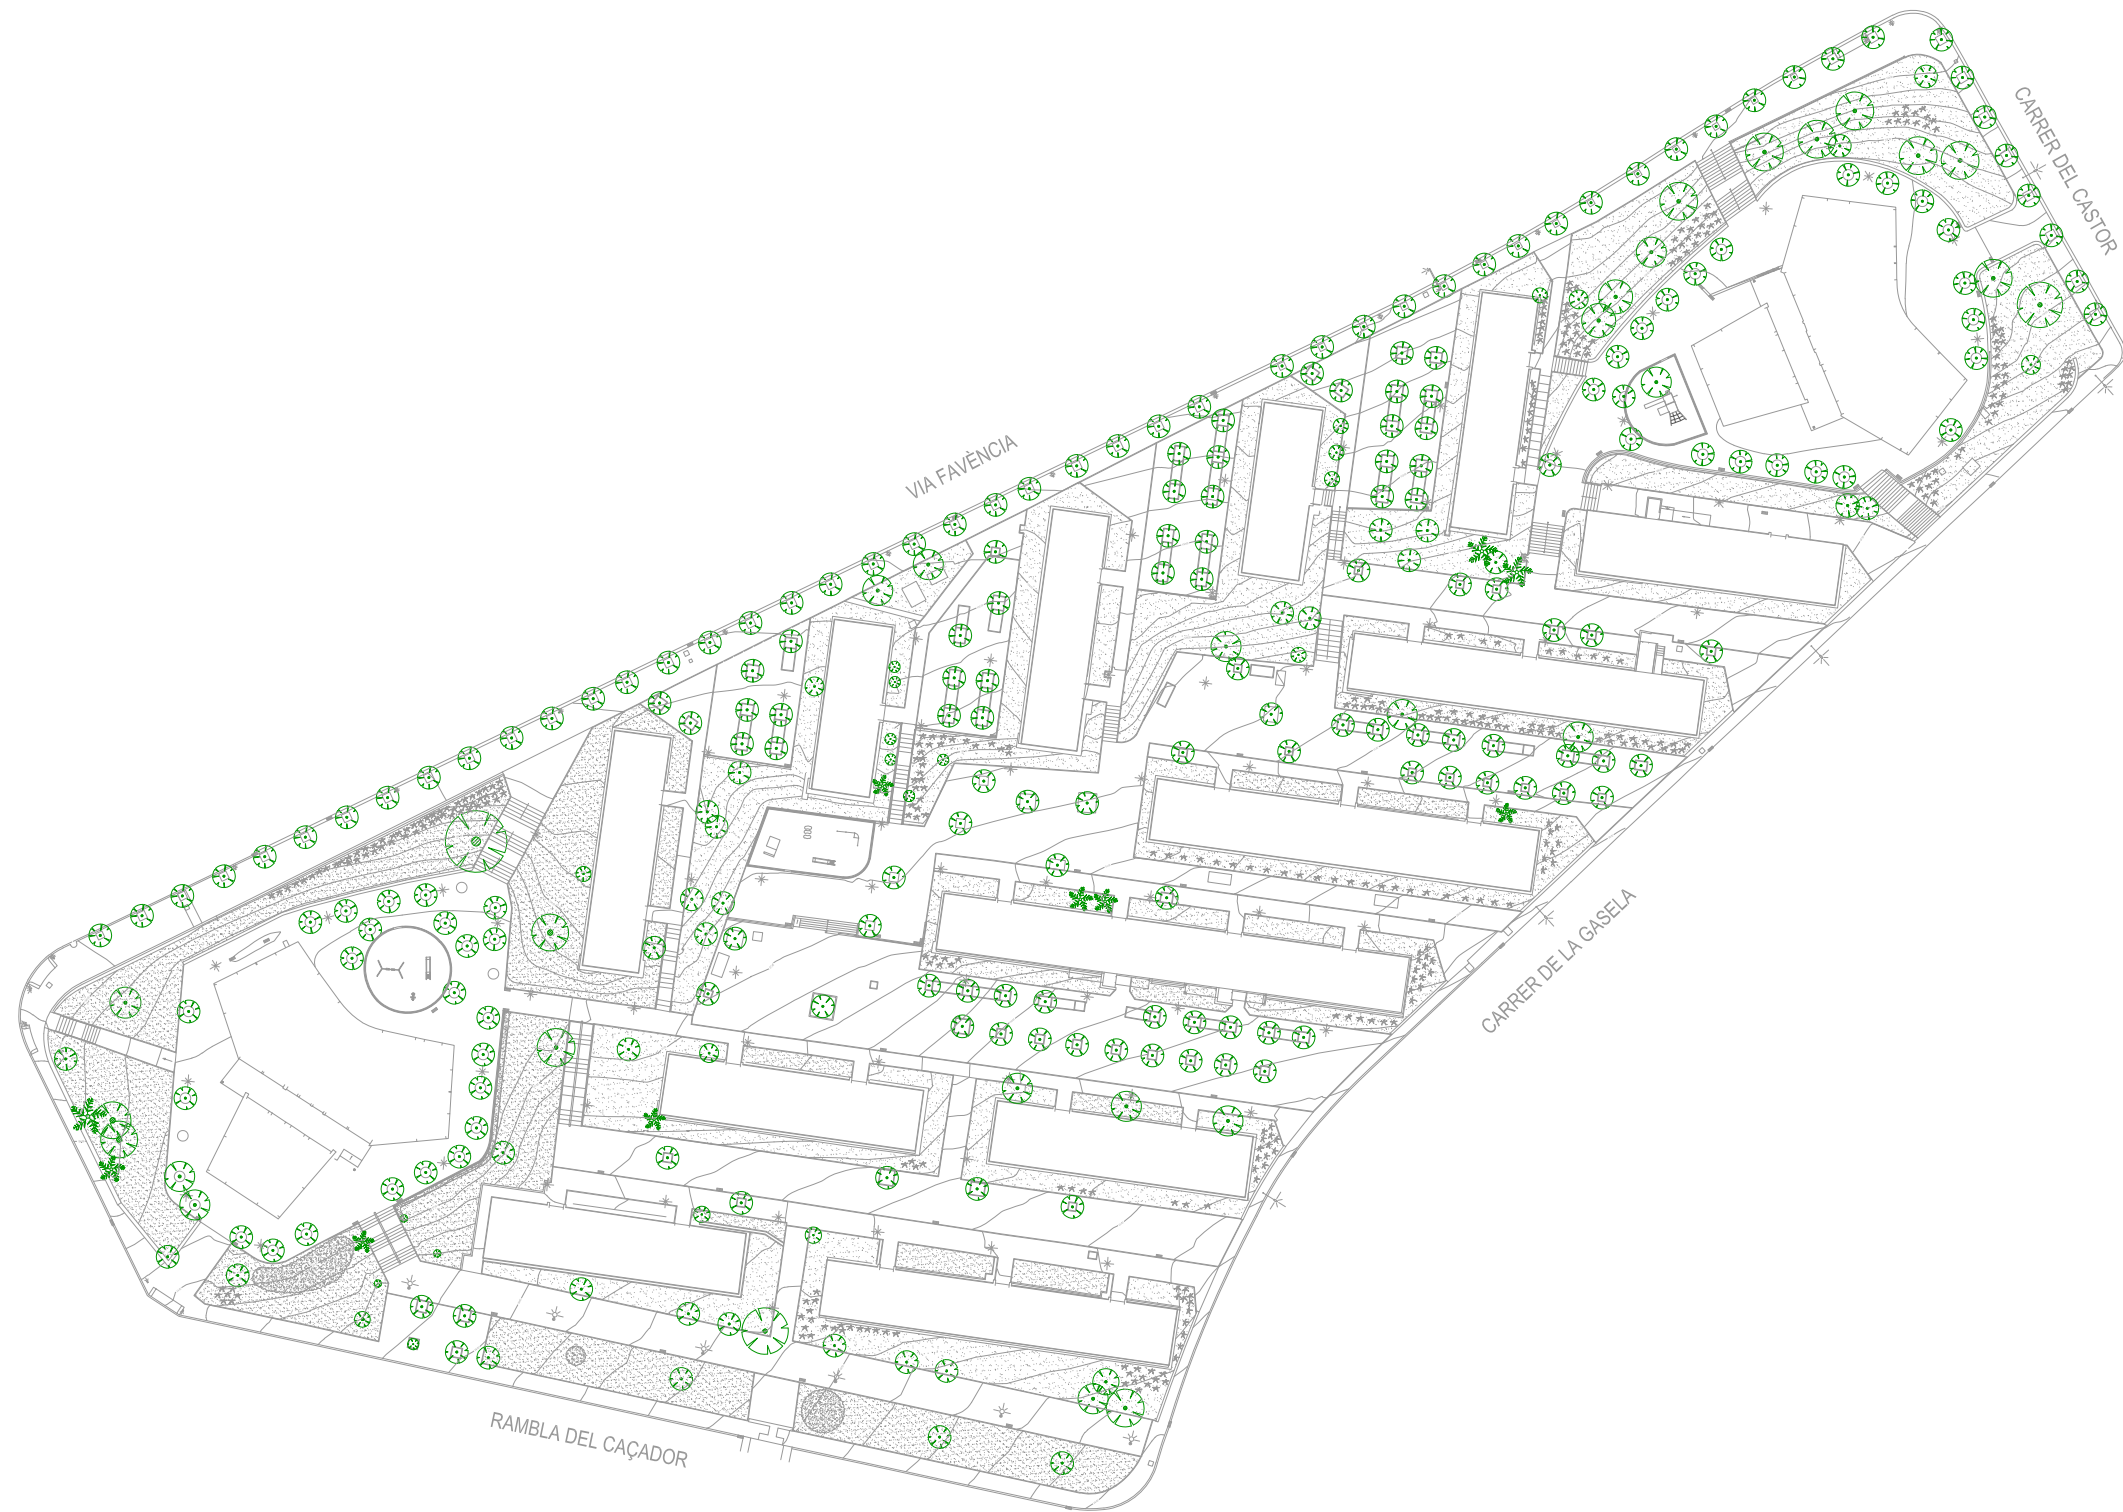 CARRER DEL CASTOR
VIA FAVÈNCIA
CARRER DE LA GASELA
RAMBLA DEL CAÇADOR